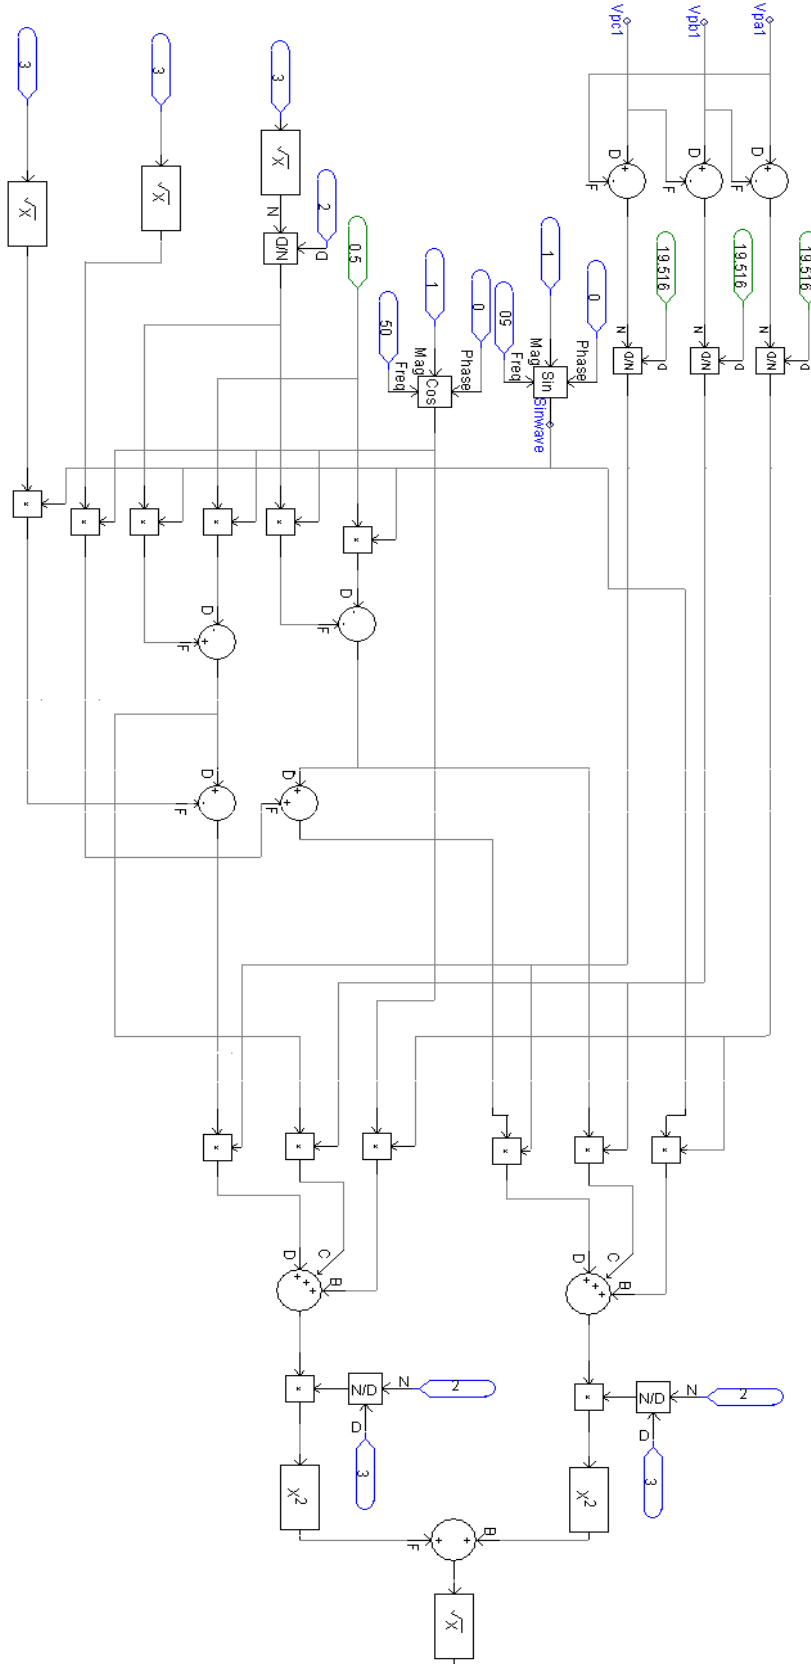 Vpc1
Vpb1
Vpa1
3
3
3
D
+
-
F
D
+
-
F
D
+
-
F
√X
√X
√X
2
N
N/D
D
0.5
19.516
19.516
19.516
1
0
50
Mag
Phase
Freq
Cos
1
0
50
Mag
Phase
Freq
Sin
Sinwave
N
N/D
D
N
N/D
D
N
N/D
D
*
*
*
*
*
*
D
-
+
F
D
-
-
F
D
+
-
F
D
+
+
F
*
*
*
*
*
*
D
C
B
+
+
+
D
C
B
+
+
+
*
N/D
N
2
D
3
*
N/D
N
2
D
3
X²
X²
F
+
+
B
√X